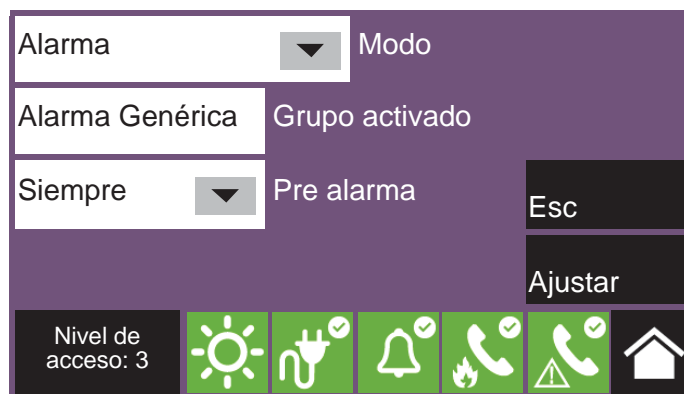 Alarma
Modo
Alarma Genérica
Grupo activado
Siempre
Pre alarma
Esc
Ajustar
Nivel de
acceso: 3